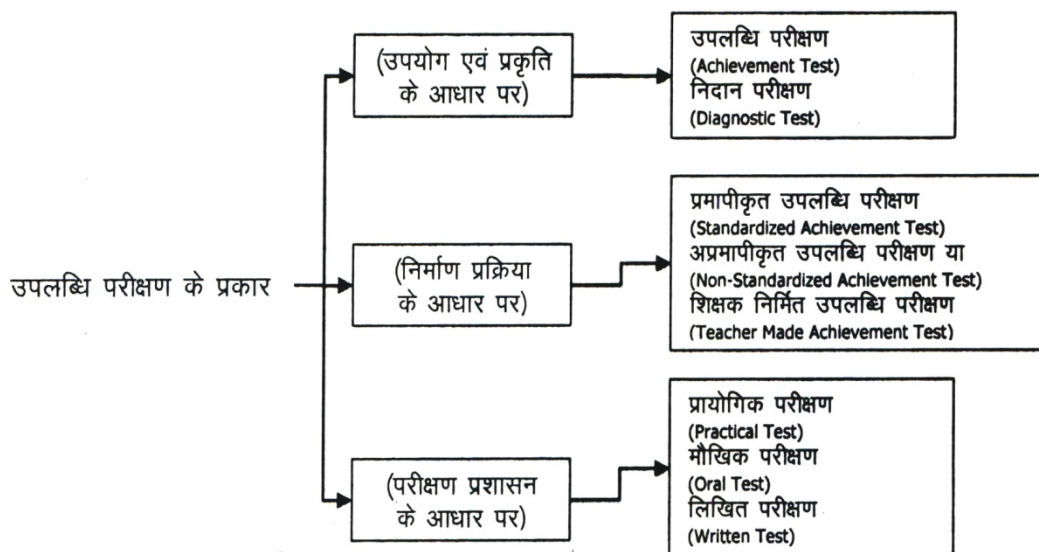 उपलब्धि परीक्षण के प्रकार
(उपयोग एवं प्रकृति
के आधार पर)
उपलब्धि परीक्षण
(Achievement Test)
निदान परीक्षण
(Diagnostic Test)
(निर्माण प्रक्रिया
के आधार पर)
प्रमापीकृत उपलब्धि परीक्षण
(Standardized Achievement Test)
अप्रमापीकृत उपलब्धि परीक्षण या
(Non-Standardized Achievement Test)
शिक्षक निर्मित उपलब्धि परीक्षण
(Teacher Made Achievement Test)
(परीक्षण प्रशासन
के आधार पर)
प्रायोगिक परीक्षण
(Practical Test)
मौखिक परीक्षण
(Oral Test)
लिखित परीक्षण
(Written Test)